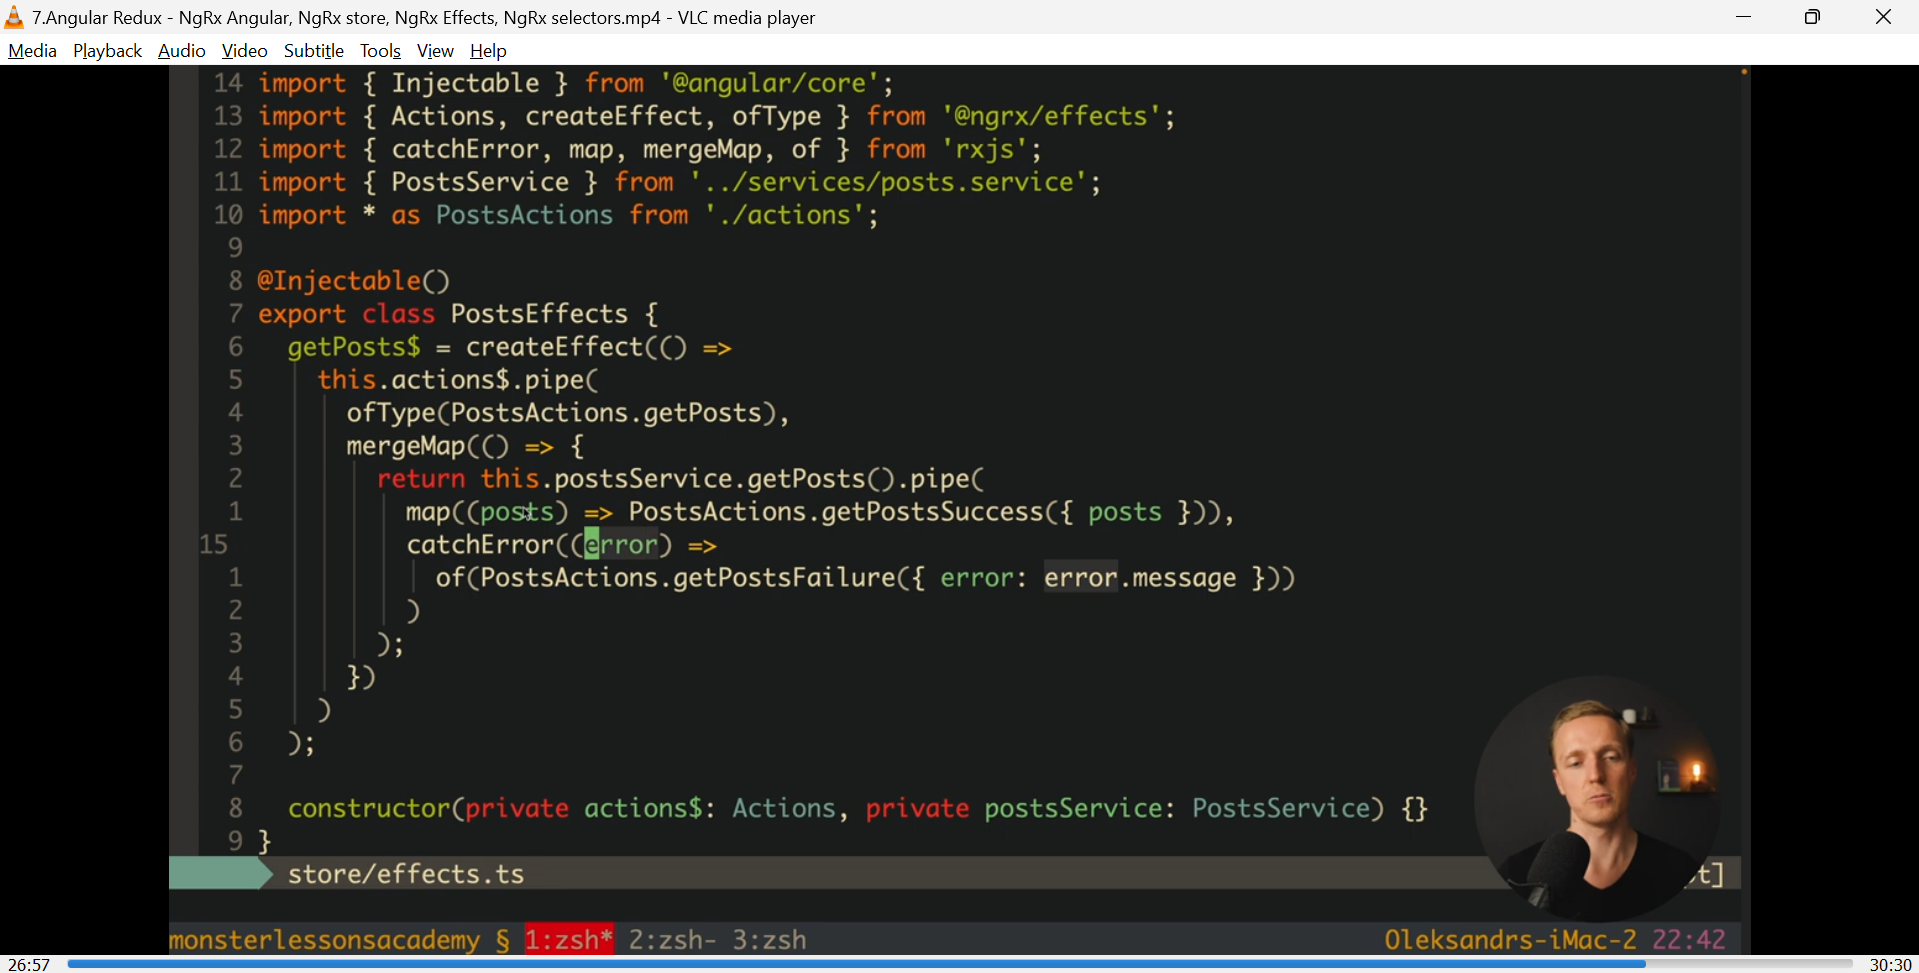 7.Angular Redux - NgRx Angular, NgRx store, NgRx Effects, NgRx selectors.mp4 - VLC media player
Media Playback Audio Video Subtitle Tools View Help
14 import { Injectable } from '@angular/core';
13 import { Actions, createEffect, ofType } from '@ngrx/effects';
12 import { catchError, map, mergeMap, of } from 'rxjs';
11 import { PostsService } from '../services/posts.service';
10 import * as PostsActions from './actions';
9
8 @Injectable()
7 export class PostsEffects {
6   getPosts$ = createEffect(() =>
5     this.actions$.pipe(
4       ofType(PostsActions.getPosts),
3       mergeMap(() => {
2         return this.postsService.getPosts().pipe(
1           map((posts) => PostsActions.getPostsSuccess({ posts })),
15           catchError((error) =>
1             of(PostsActions.getPostsFailure({ error: error.message }))
2           )
3         );
4       })
5     )
6   );
7
8   constructor(private actions$: Actions, private postsService: PostsService) {}
9 }
store/effects.ts t]
monsterlessonsacademy § 1:zsh* 2:zsh- 3:zsh Oleksandrs-iMac-2 22:42
26:57 30:30